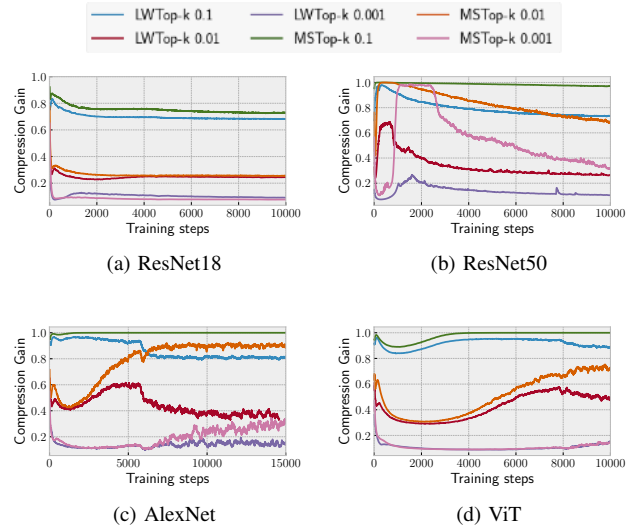 LWTop-k 0.1 LWTop-k 0.001 MSTop-k 0.01
LWTop-k 0.01 MSTop-k 0.1 MSTop-k 0.001
Compression Gain
1.0
0.8
0.6
0.4
0.2
0 2000 4000 6000 8000 10000
Training steps
(a) ResNet18
Compression Gain
1.0
0.8
0.6
0.4
0.2
0 2000 4000 6000 8000 10000
Training steps
(b) ResNet50
Compression Gain
1.0
0.8
0.6
0.4
0.2
0 5000 10000 15000
Training steps
(c) AlexNet
Compression Gain
1.0
0.8
0.6
0.4
0.2
0 2000 4000 6000 8000 10000
Training steps
(d) ViT